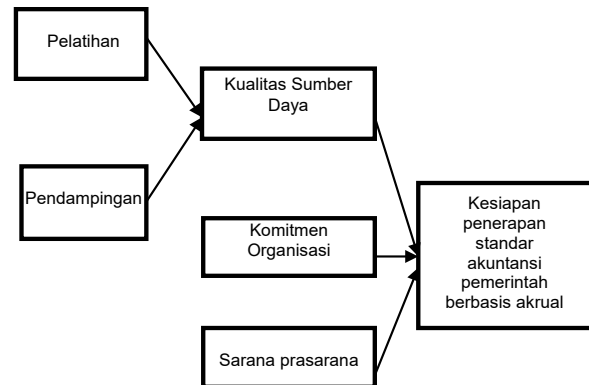 Pelatihan
Pendampingan
Kualitas Sumber
Daya
Komitmen
Organisasi
Sarana prasarana
Kesiapan
penerapan
standar
akuntansi
pemerintah
berbasis akrual